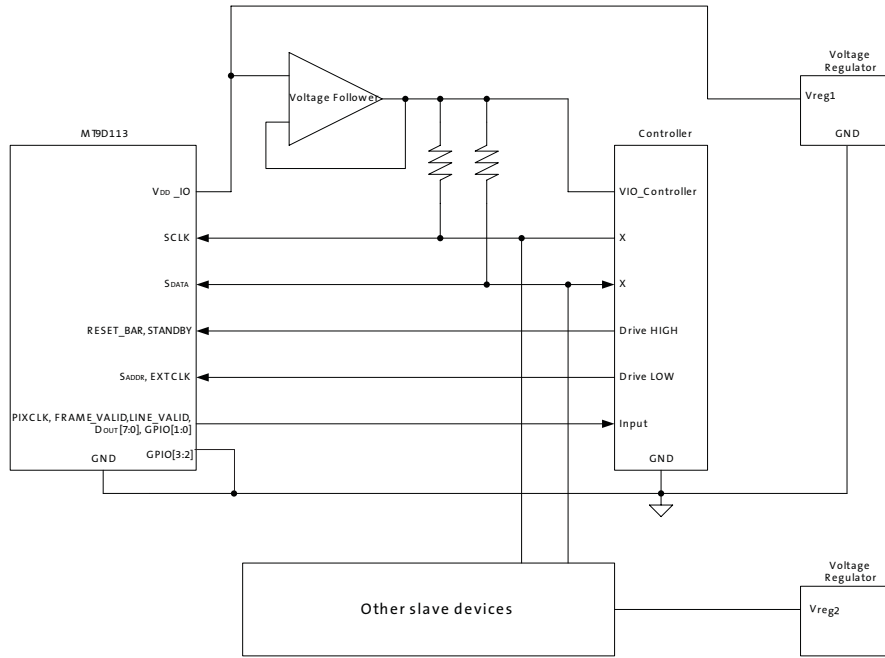 Voltage
Regulator
Vreg1
GND
Voltage Follower
MT9D113
VDD_IO
SCLK
SDATA
RESET_BAR, STANDBY
SADDR, EXTCLK
PIXCLK, FRAME_VALID,LINE_VALID,
DOUT[7:0], GPIO[1:0]
GPIO[3:2]
GND
Controller
VIO_Controller
X
X
Drive HIGH
Drive LOW
Input
GND
Other slave devices
Voltage
Regulator
Vreg2